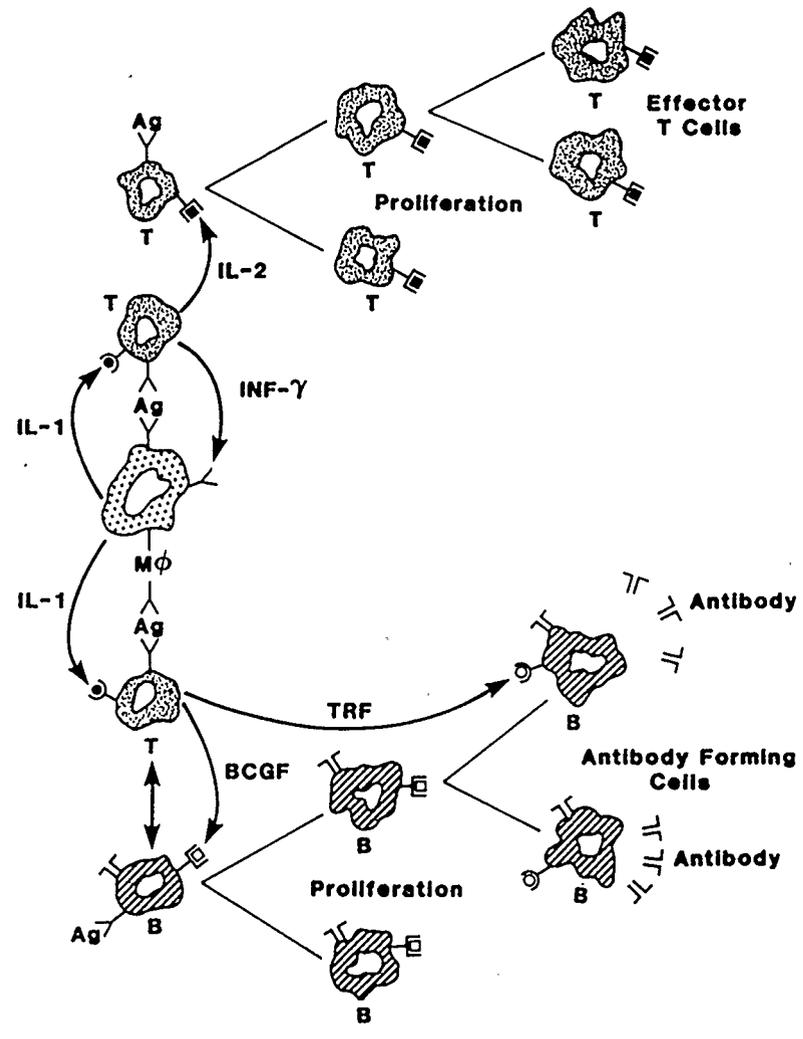 Ag
T
T
Effector
T Cells
T
Proliferation
T
T
IL-2
T
INF-γ
Ag
IL-1
Mϕ
IL-1
Ag
Antibody
T
TRF
B
BCGF
Antibody Forming
Cells
B
Antibody
Proliferation
B
Ag
B
B